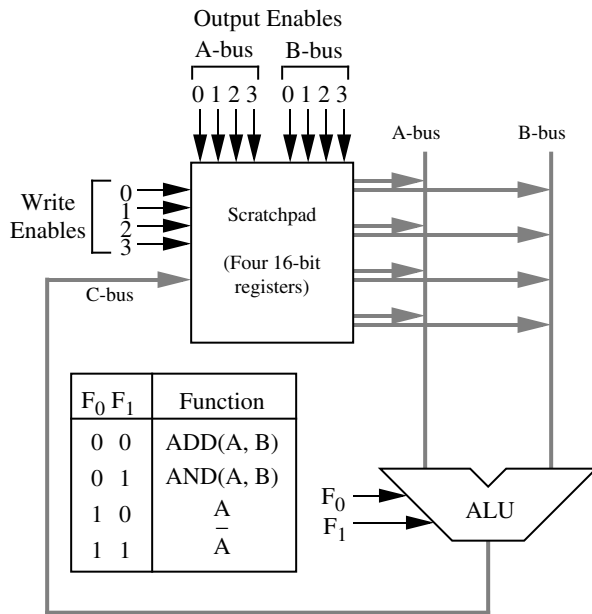 Output Enables
A-bus B-bus
0 1 2 3 0 1 2 3
A-bus B-bus
Write Enables
0
1
2
3
Scratchpad
(Four 16-bit
registers)
C-bus
F0 F1 Function
0 0 ADD(A, B)
0 1 AND(A, B)
1 0 A
1 1 A̅
F0
F1
ALU